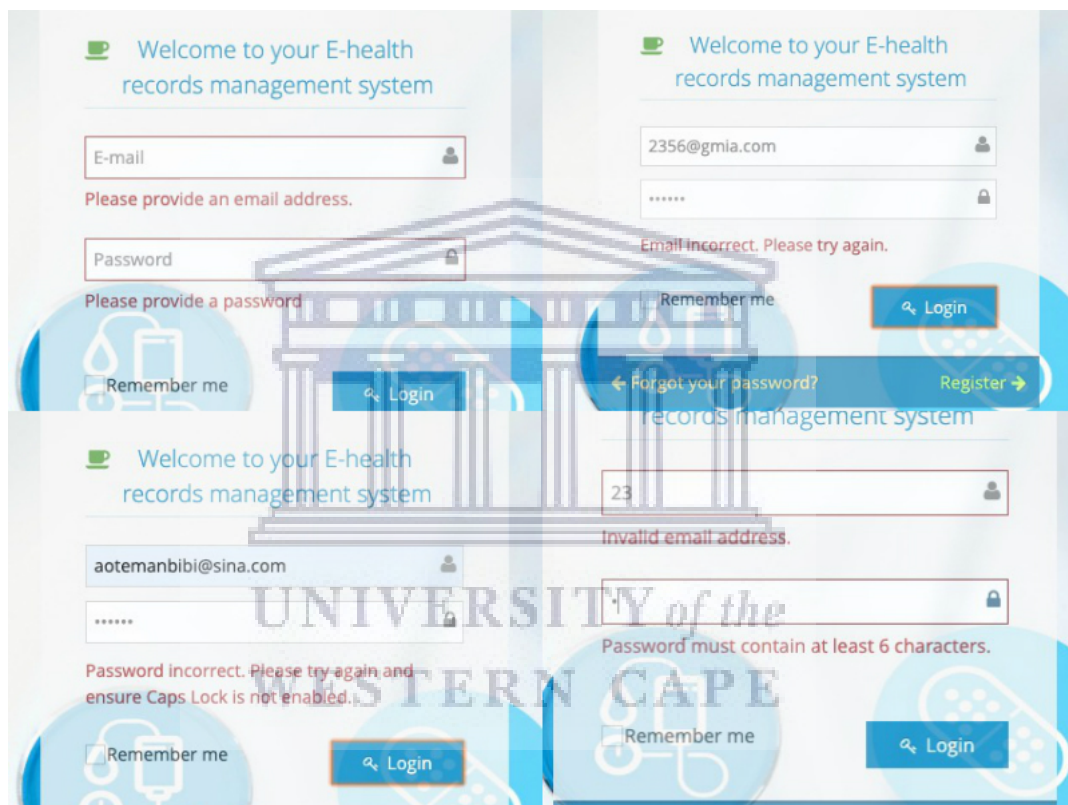 Welcome to your E-health
records management system
E-mail
Please provide an email address.
Password
Please provide a password
Remember me
Login
Welcome to your E-health
records management system
2356@gmia.com
••••••
Email incorrect. Please try again.
Remember me
Login
Forgot your password?
Register
Welcome to your E-health
records management system
aotemanbibi@sina.com
••••••
Password incorrect. Please try again and
ensure Caps Lock is not enabled.
Remember me
Login
records management system
23
Invalid email address.
•
Password must contain at least 6 characters.
Remember me
Login
UNIVERSITY of the
WESTERN CAPE